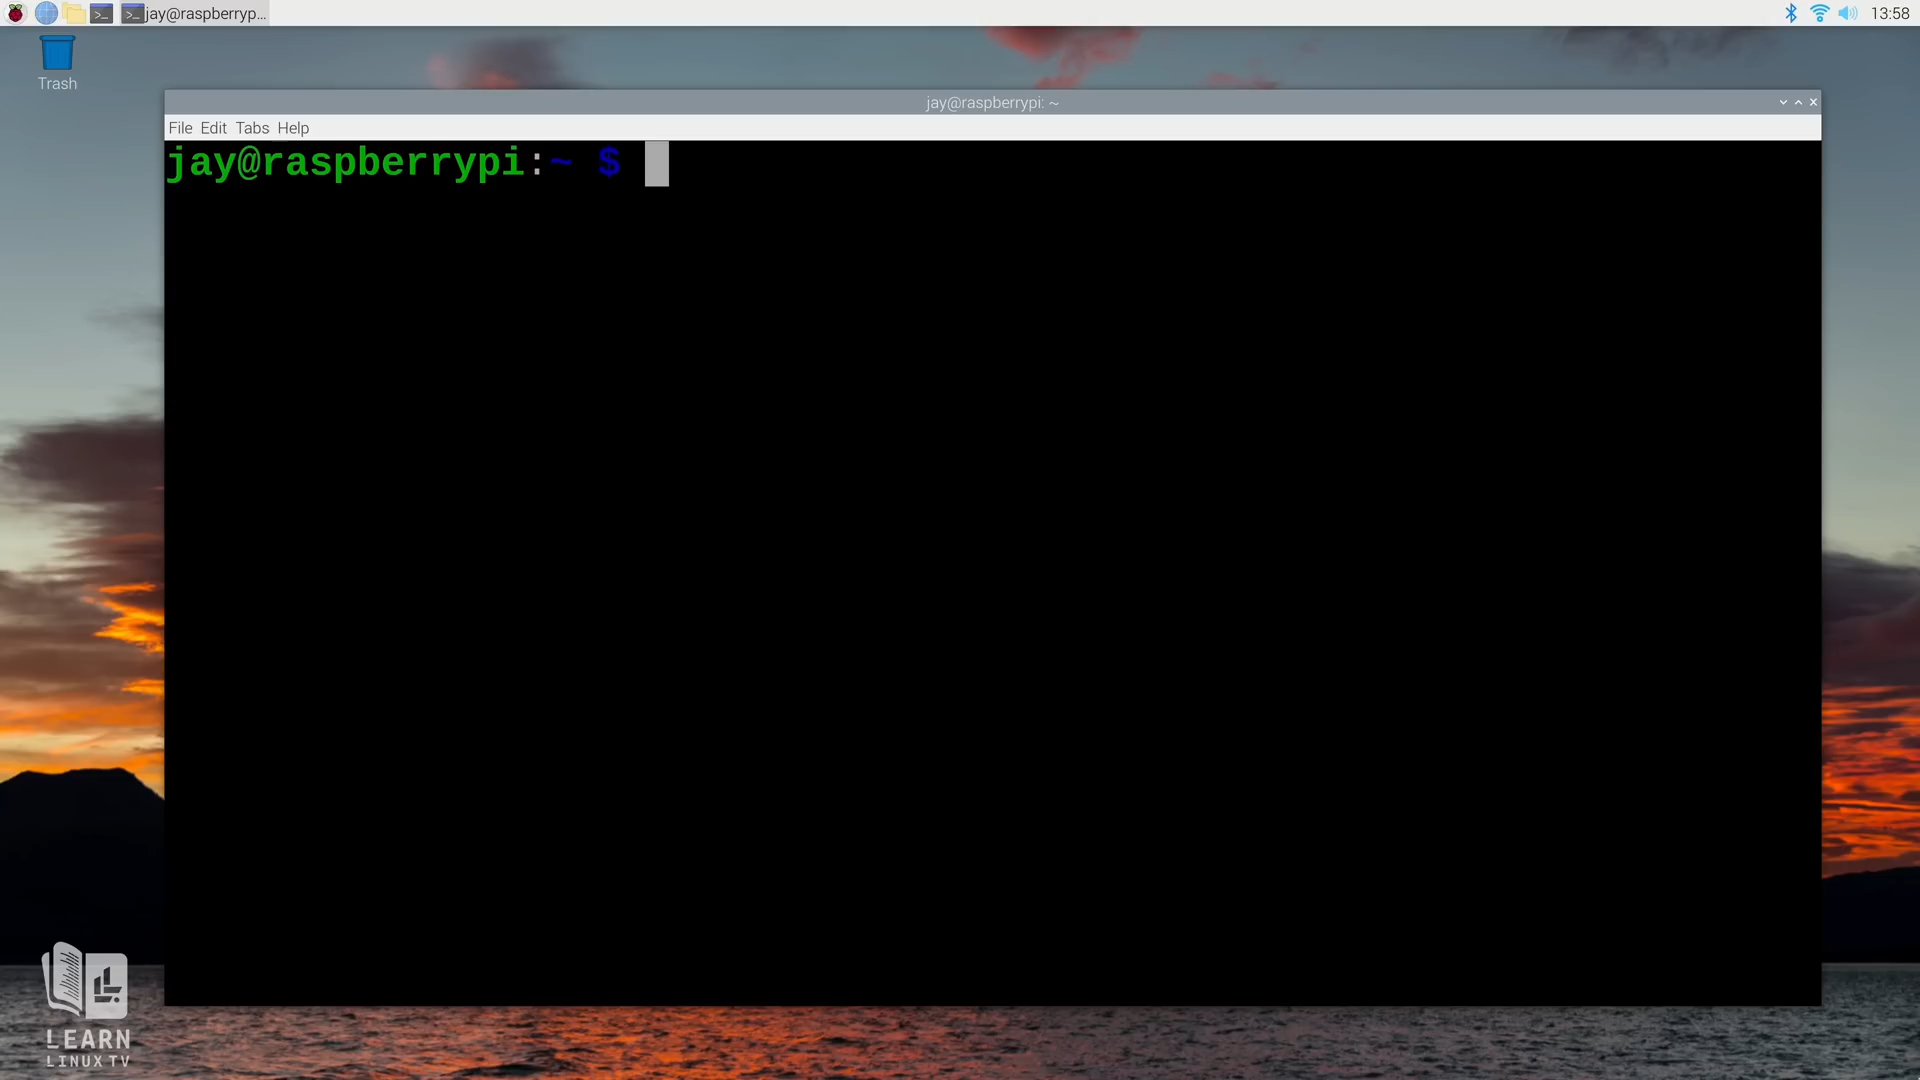 jay@raspberryp...
13:58
Trash
jay@raspberrypi: ~
File Edit Tabs Help
jay@raspberrypi:~ $
LEARN
LINUX TV